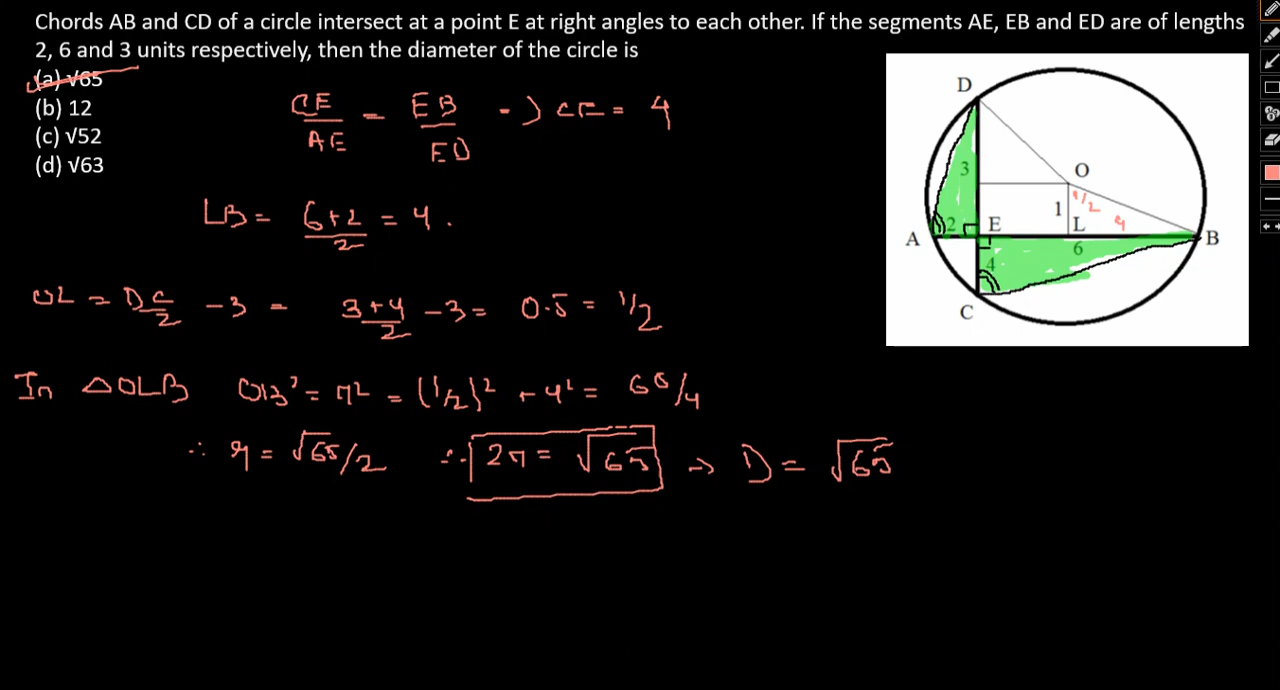 Chords AB and CD of a circle intersect at a point E at right angles to each other. If the segments AE, EB and ED are of lengths
2, 6 and 3 units respectively, then the diameter of the circle is
(a) √65
(b) 12
(c) √52
(d) √63
CE/AE = EB/ED -> CE = 4
LB = (6+2)/2 = 4.
OL = DC/2 - 3 = (3+4)/2 - 3 = 0.5 = 1/2
In △OLB OB² = r² = (1/2)² + 4² = 65/4
∴ r = √65/2 ∴ 2r = √65 → D = √65
D
3
O
1
1/2
2
E
L
4
A
6
B
4
C